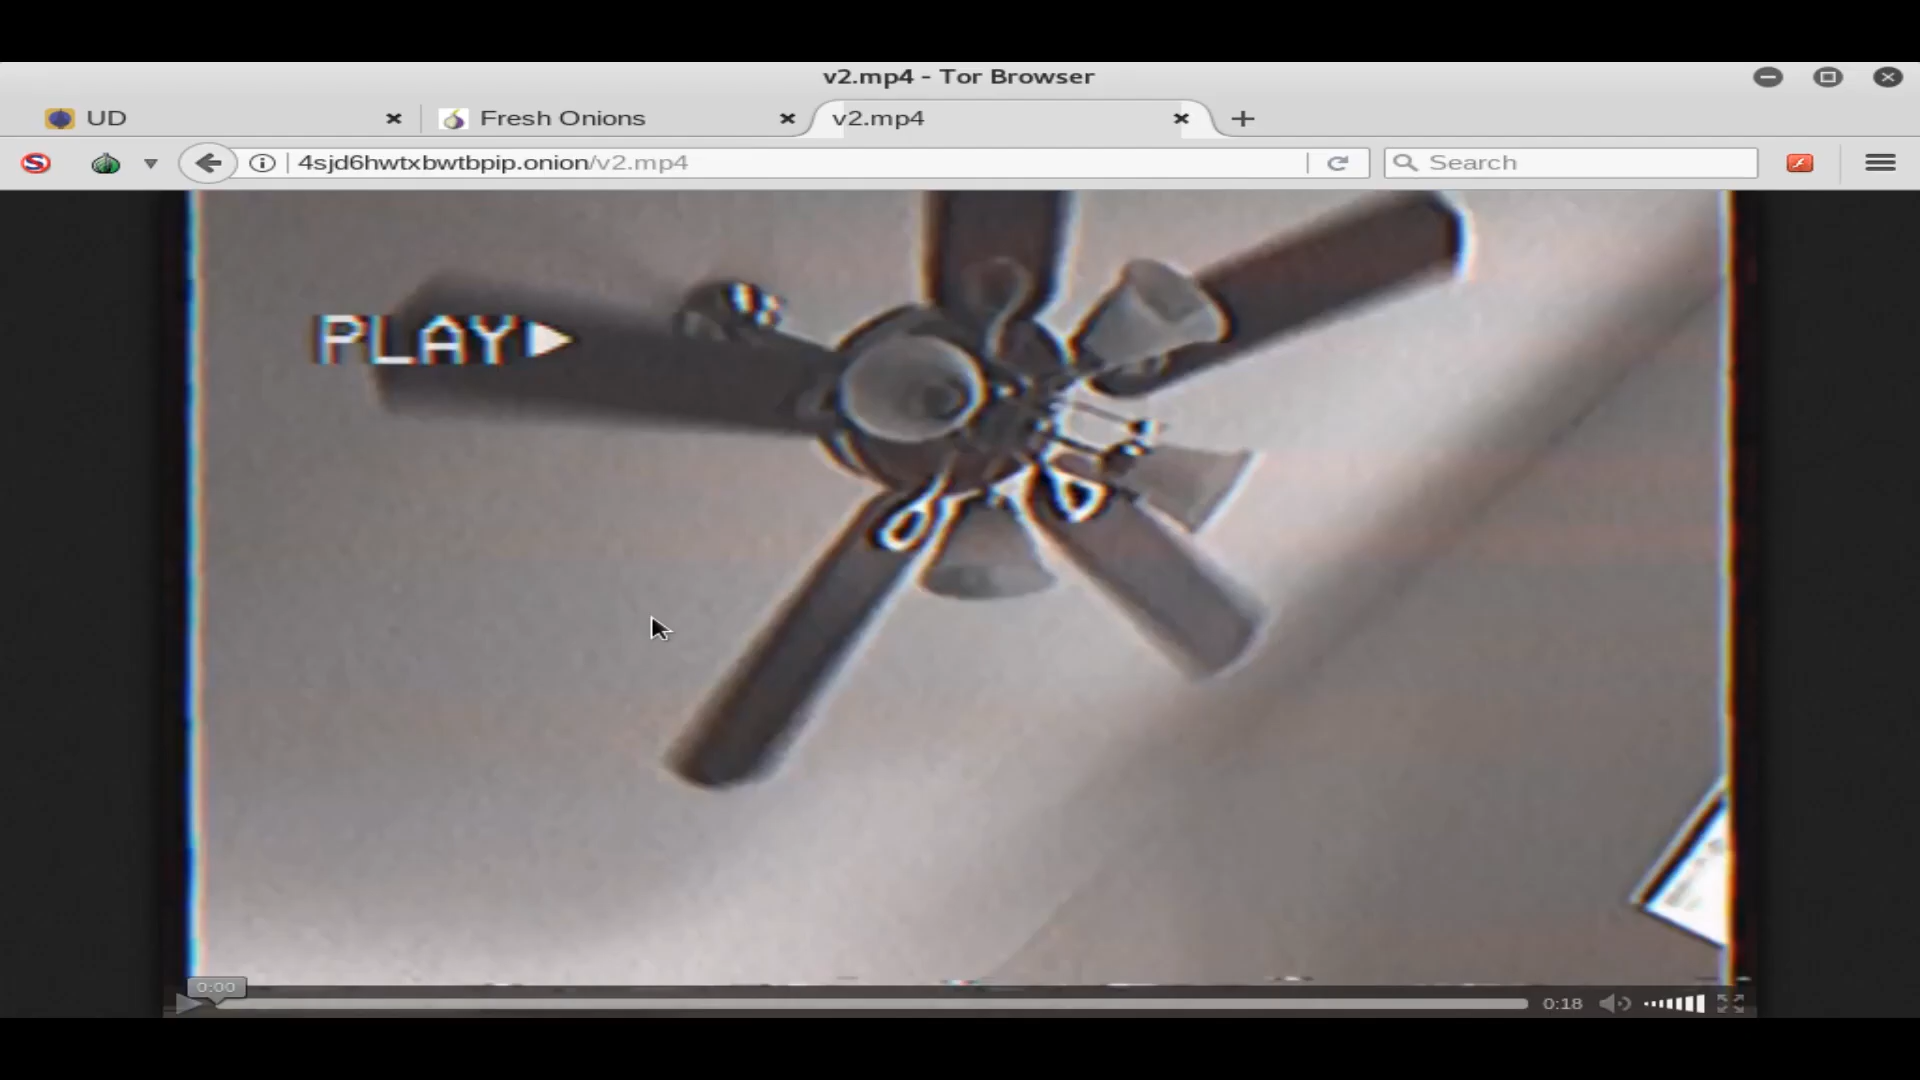 v2.mp4 - Tor Browser
UD
Fresh Onions
v2.mp4
4sjd6hwtxbwtbpip.onion/v2.mp4
Search
PLAY
0:00
0:18